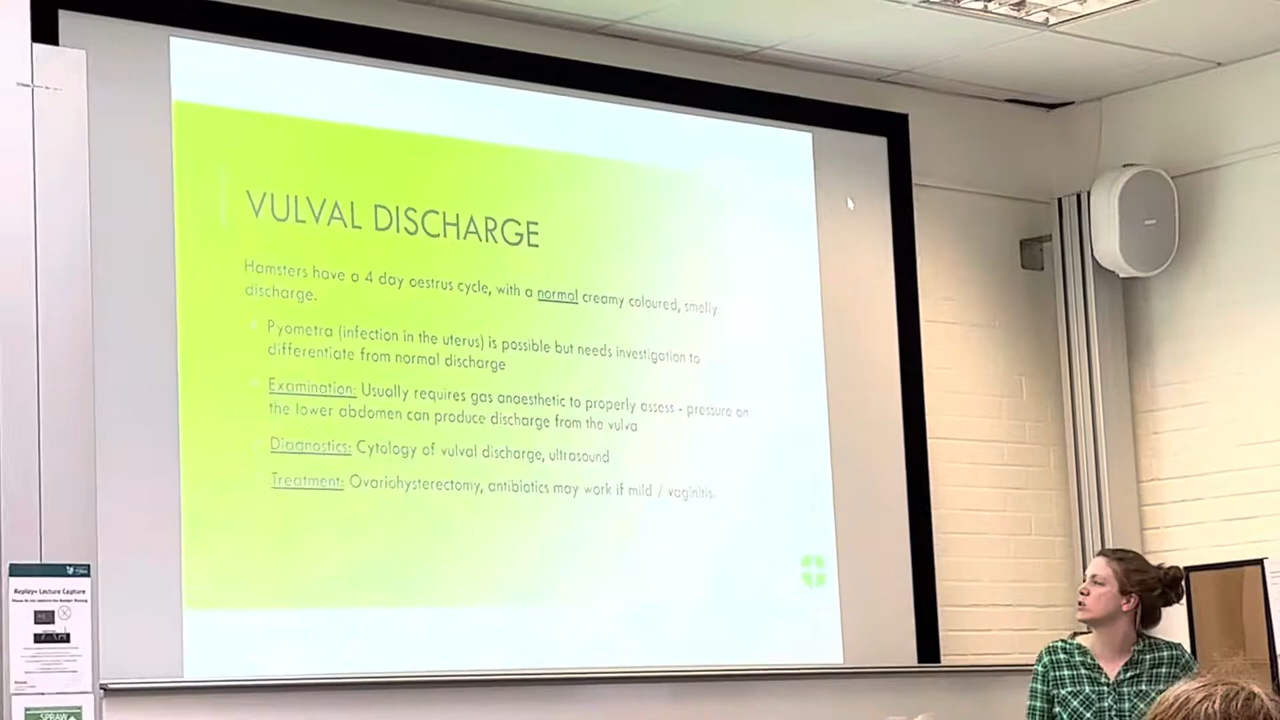 VULVAL DISCHARGE
Hamsters have a 4 day oestrus cycle, with a normal creamy coloured, smelly
discharge.
Pyometra (infection in the uterus) is possible but needs investigation to
differentiate from normal discharge
Examination: Usually requires gas anaesthetic to properly assess - pressure on
the lower abdomen can produce discharge from the vulva
Diagnostics: Cytology of vulval discharge, ultrasound
Treatment: Ovariohysterectomy, antibiotics may work if mild / vaginitis.
Replay+ Lecture Capture
SPRAW